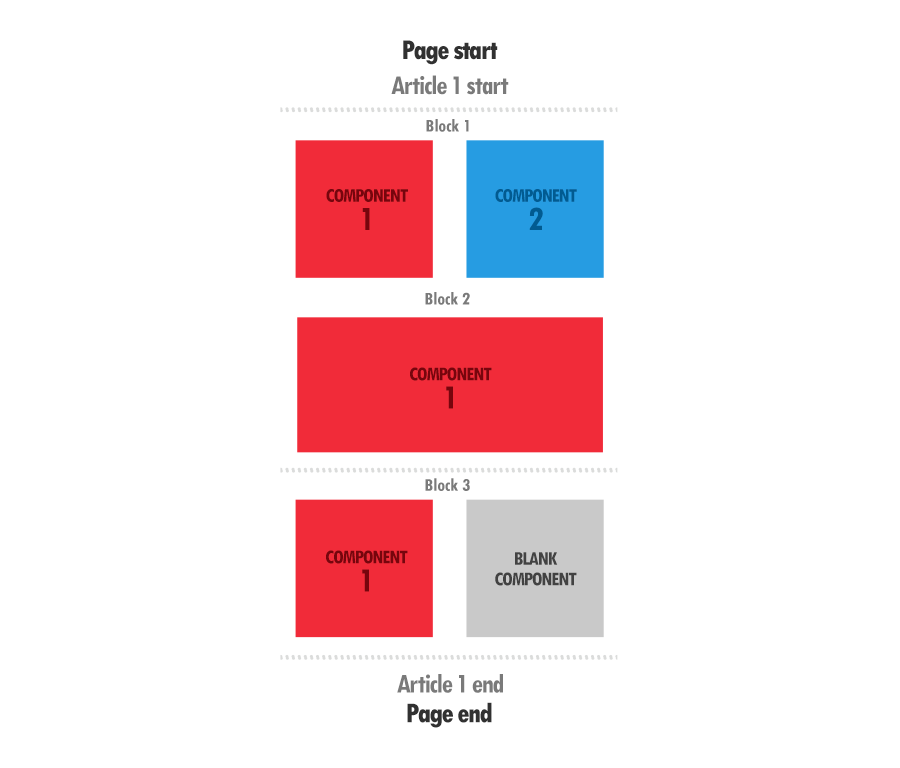 Page start
Article 1 start
Block 1
COMPONENT
1
COMPONENT
2
Block 2
COMPONENT
1
Block 3
COMPONENT
1
BLANK
COMPONENT
Article 1 end
Page end